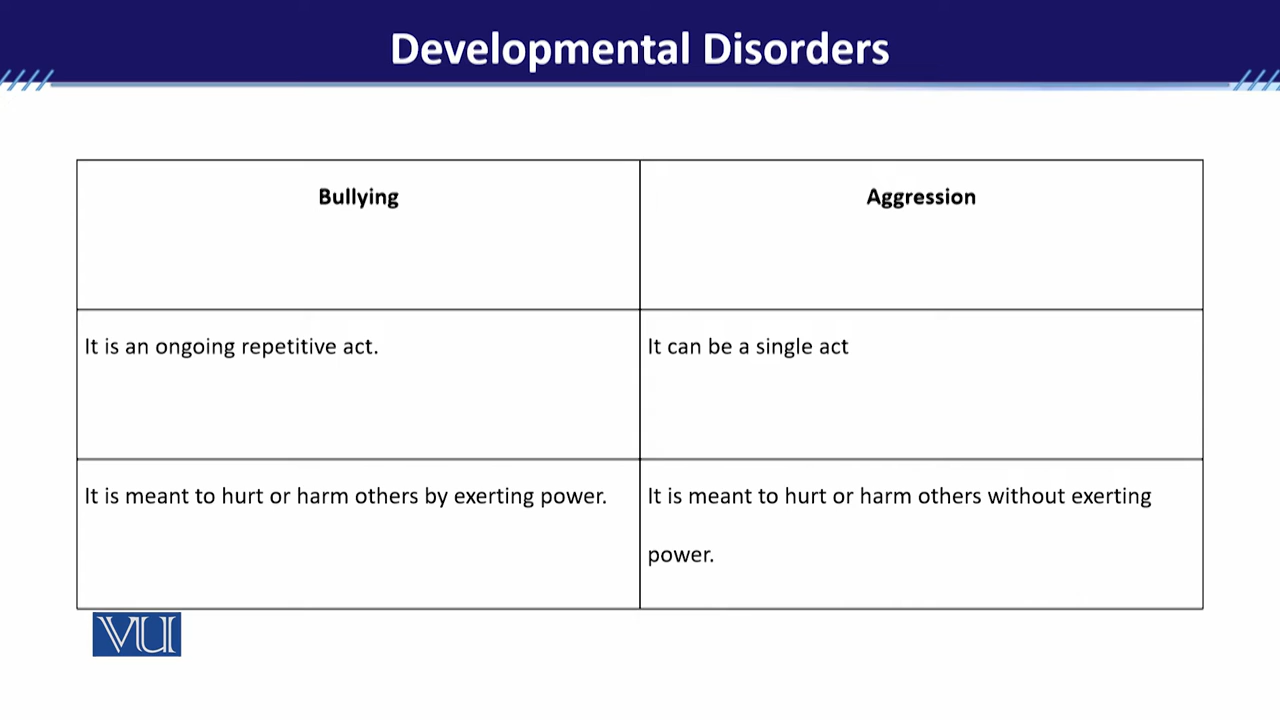 Developmental Disorders
Bullying
Aggression
It is an ongoing repetitive act.
It can be a single act
It is meant to hurt or harm others by exerting power.
It is meant to hurt or harm others without exerting
power.
VU